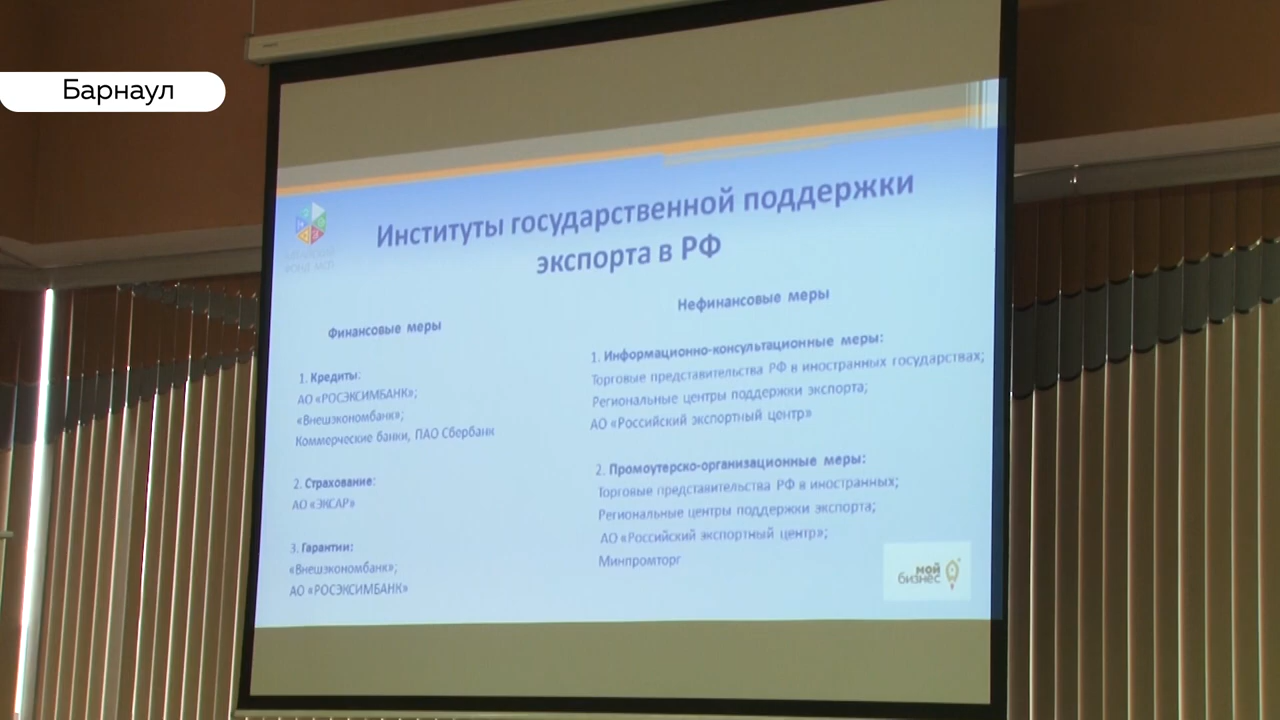 Барнаул
Институты государственной поддержки
экспорта в РФ
Финансовые меры
1. Кредиты:
АО «РОСЭКСИМБАНК»;
«Внешэкономбанк»;
Коммерческие банки, ПАО Сбербанк
2. Страхование:
АО «ЭКСАР»
3. Гарантии:
«Внешэкономбанк»;
АО «РОСЭКСИМБАНК»
Нефинансовые меры
1. Информационно-консультационные меры:
Торговые представительства РФ в иностранных государствах;
Региональные центры поддержки экспорта;
АО «Российский экспортный центр»
2. Промоутерско-организационные меры:
Торговые представительства РФ в иностранных;
Региональные центры поддержки экспорта;
АО «Российский экспортный центр»;
Минпромторг
мой
бизнес